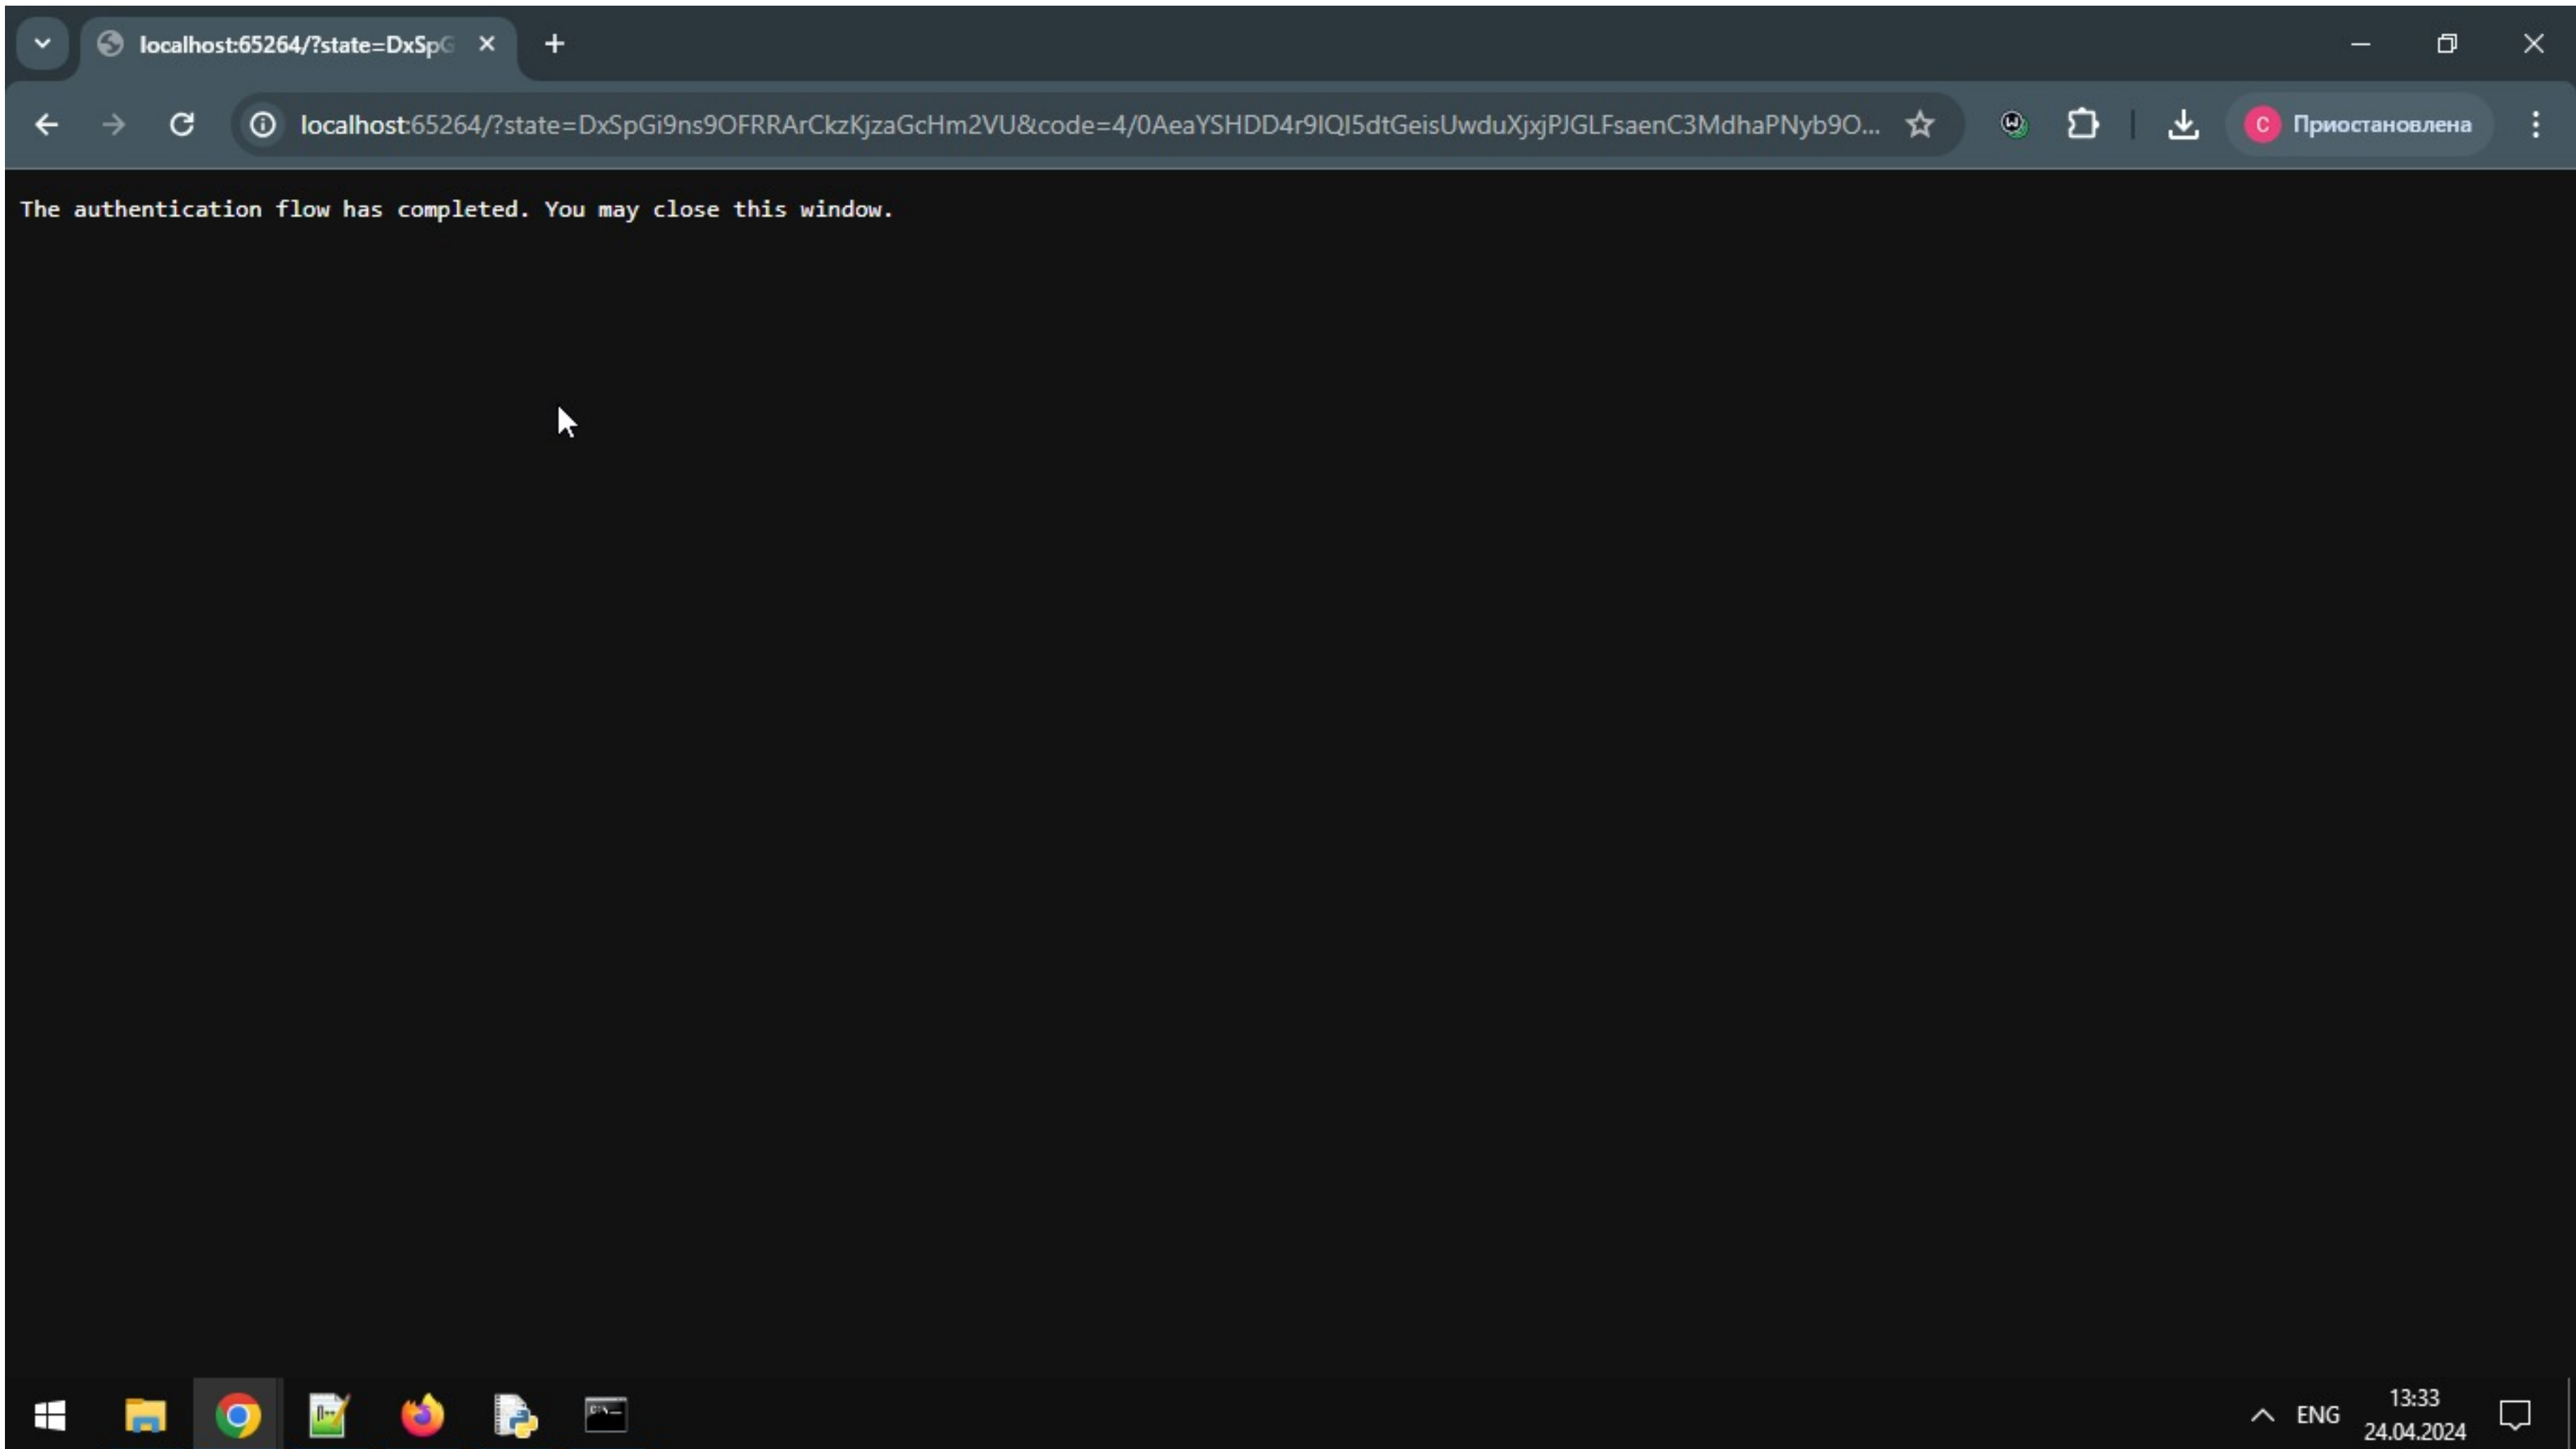 localhost:65264/?state=DxSpG
localhost:65264/?state=DxSpGi9ns9OFRRArCkzKjzaGcHm2VU&code=4/0AeaYSHDD4r9IQI5dtGeisUwduXjxjPJGLFsaenC3MdhaPNyb9O...
C Приостановлена
The authentication flow has completed. You may close this window.
ENG
13:33
24.04.2024